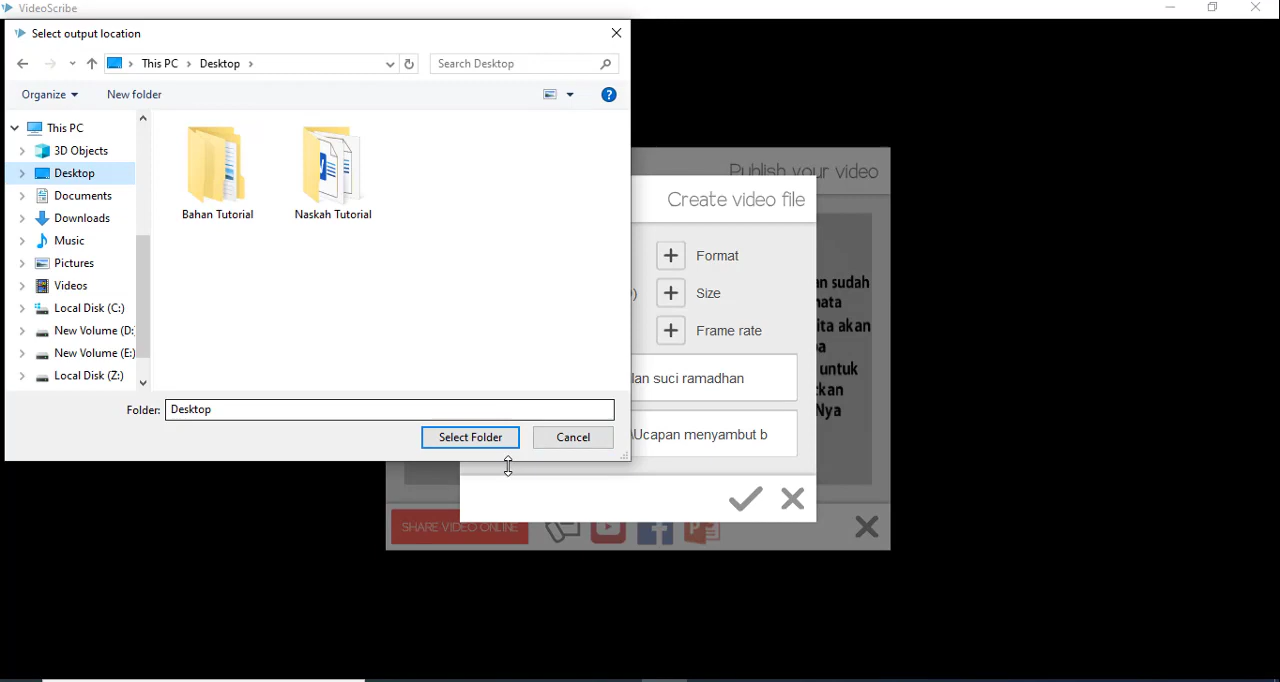 VideoScribe
Select output location
This PC
Desktop
Search Desktop
Organize
New folder
This PC
3D Objects
Desktop
Documents
Downloads
Music
Pictures
Videos
Local Disk (C:)
New Volume (D:
New Volume (E:)
Local Disk (Z:)
Bahan Tutorial
Naskah Tutorial
Folder:
Desktop
Select Folder
Cancel
Publish your video
Create video file
Format
Size
Frame rate
lan suci ramadhan
\Ucapan menyambut b
n sudah
ita akan
untuk
Nya
SHARE VIDEO ONLINE